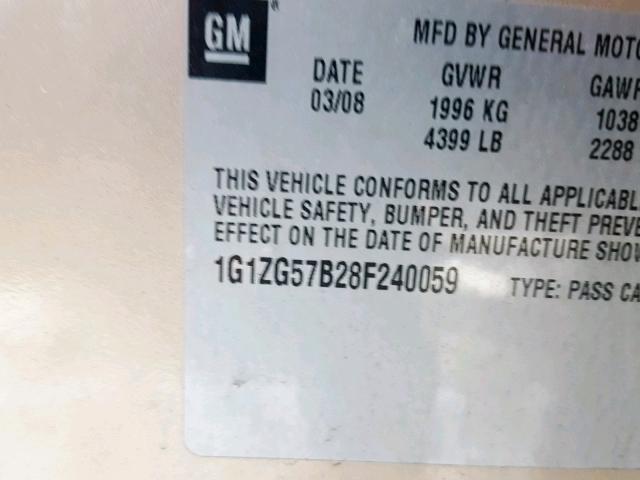 GM
MFD BY GENERAL MOTO
DATE GVWR GAWR
03/08 1996 KG 1038
4399 LB 2288
THIS VEHICLE CONFORMS TO ALL APPLICABLE
VEHICLE SAFETY, BUMPER, AND THEFT PREVE
EFFECT ON THE DATE OF MANUFACTURE SHOW
1G1ZG57B28F240059 TYPE: PASS CA